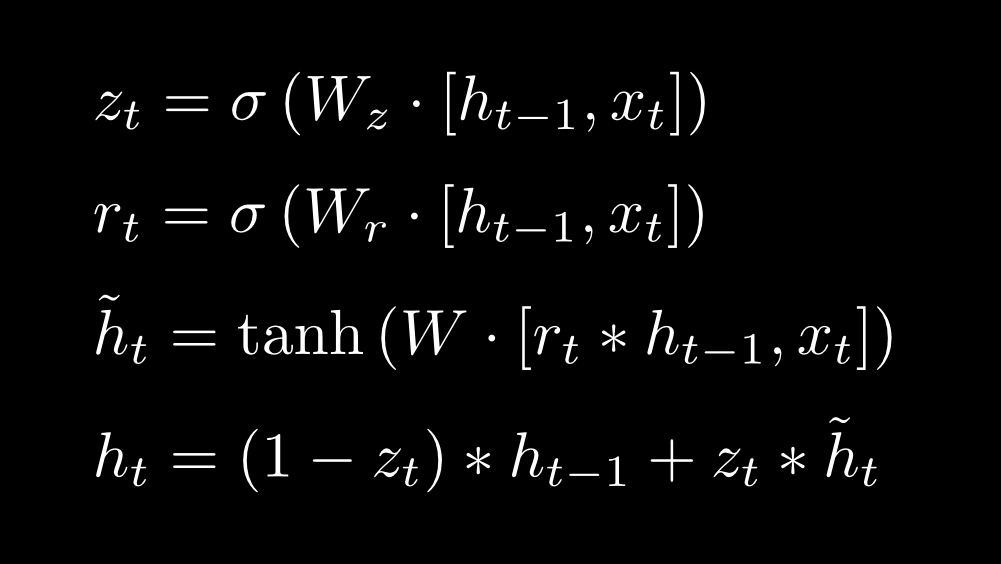 z_t = σ (W_z · [h_{t−1}, x_t])
r_t = σ (W_r · [h_{t−1}, x_t])
h̃_t = tanh (W · [r_t ∗ h_{t−1}, x_t])
h_t = (1 − z_t) ∗ h_{t−1} + z_t ∗ h̃_t